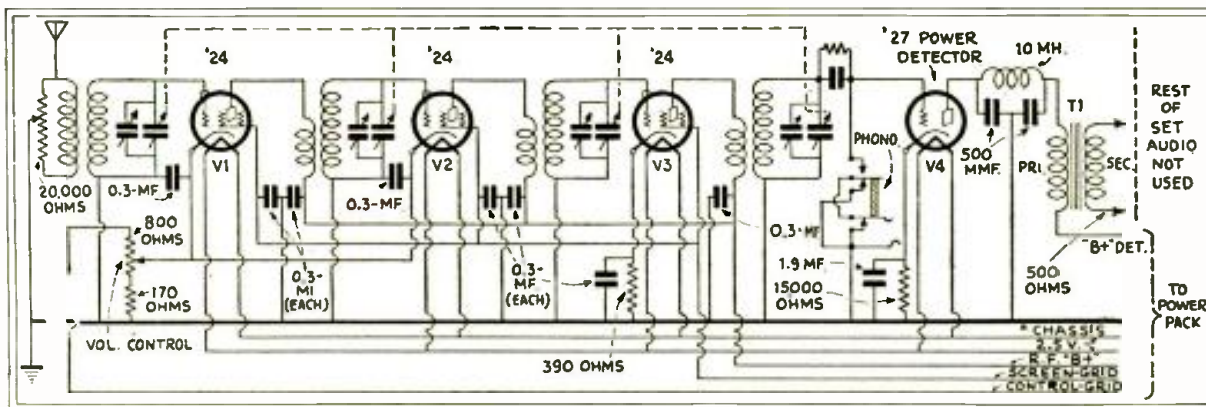 '24
'24
'24
'27 POWER
DETECTOR
10 MH.
REST
OF
SET
AUDIO
NOT
USED
V1
V2
V3
V4
PHONO.
500
MMF.
T1
PRI.
SEC.
20,000
OHMS
0.3-MF.
0.3-MF.
0.3-MF
800
OHMS
170
OHMS
VOL. CONTROL
0.3-
MI
(EACH)
0.3-
MF
(EACH)
390 OHMS
1.9 MF.
15000
OHMS
500
OHMS
"B+" DET.
TO
POWER
PACK
CHASSIS
2.5 V.
R.F. "B+"
SCREEN-GRID
CONTROL-GRID